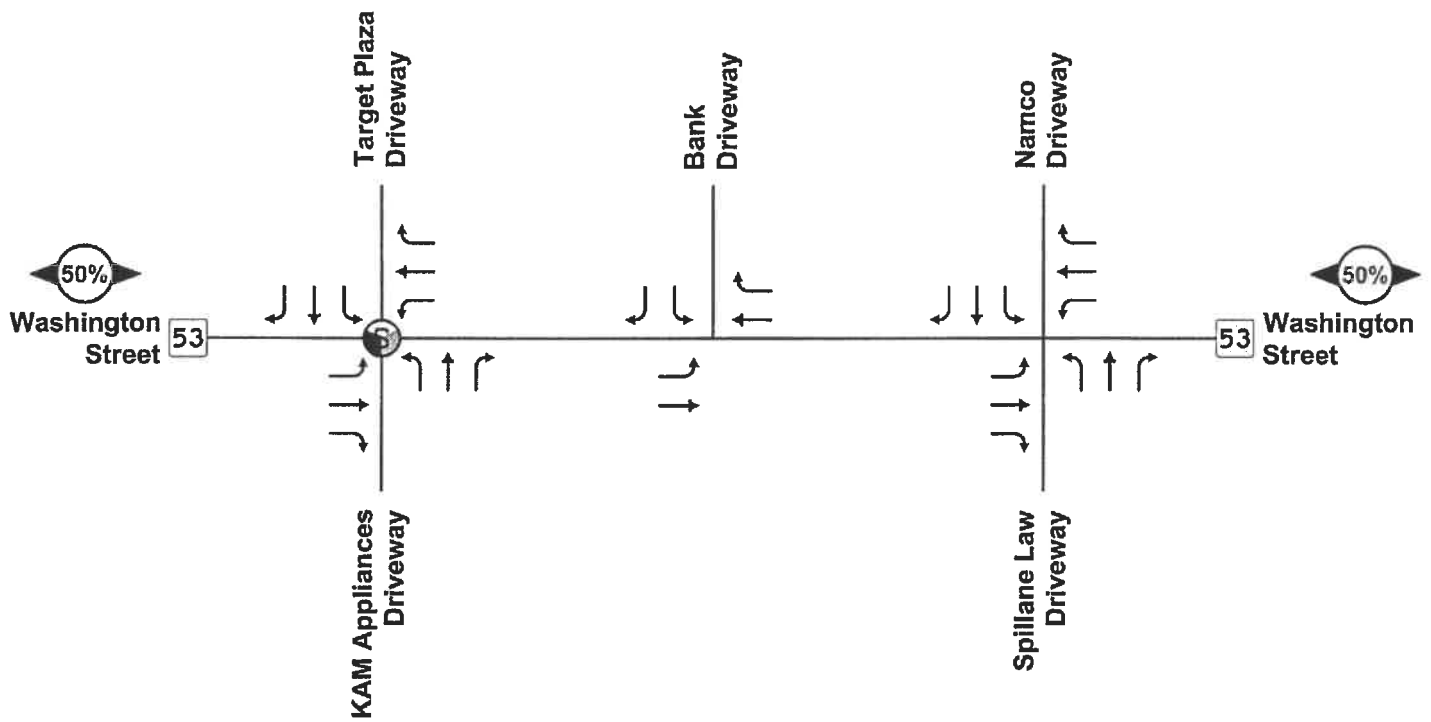 Target Plaza
Driveway
Bank
Driveway
Namco
Driveway
50%
50%
Washington
Street
53
S
53
Washington
Street
KAM Appliances
Driveway
Spillane Law
Driveway